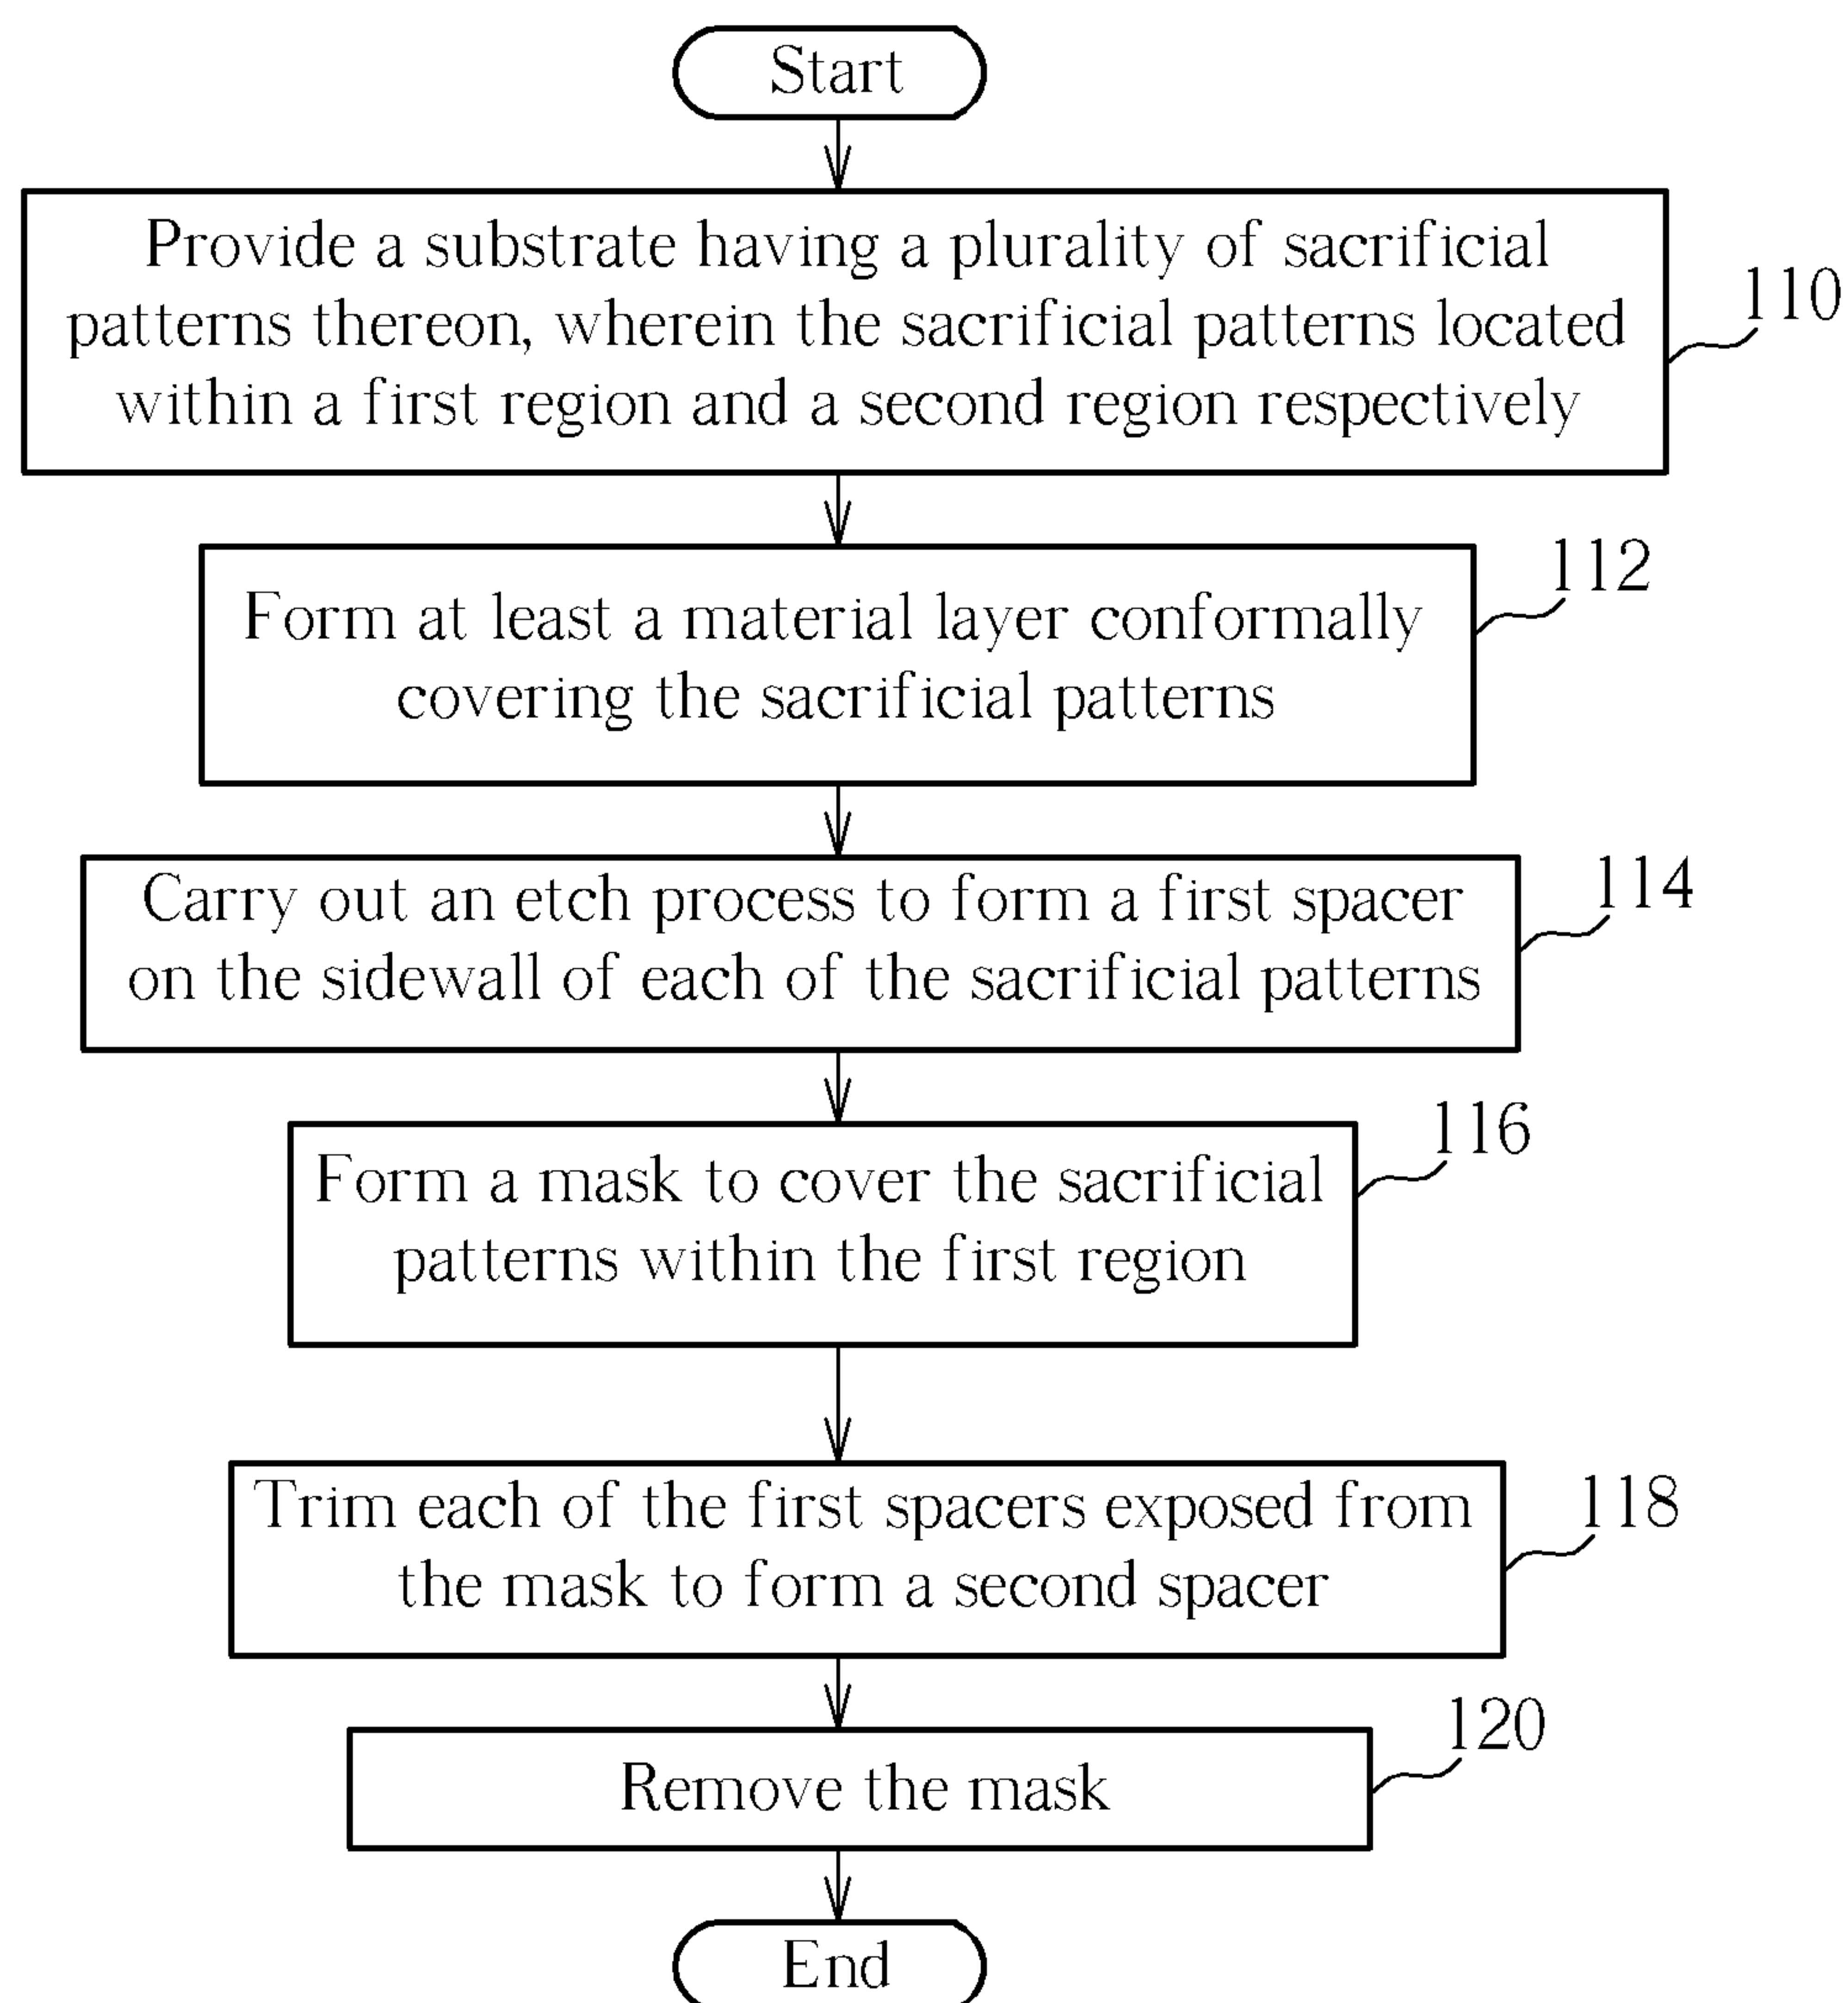 Start
Provide a substrate having a plurality of sacrificial
patterns thereon, wherein the sacrificial patterns located
within a first region and a second region respectively
110
Form at least a material layer conformally
covering the sacrificial patterns
112
Carry out an etch process to form a first spacer
on the sidewall of each of the sacrificial patterns
114
Form a mask to cover the sacrificial
patterns within the first region
116
Trim each of the first spacers exposed from
the mask to form a second spacer
118
Remove the mask
120
End